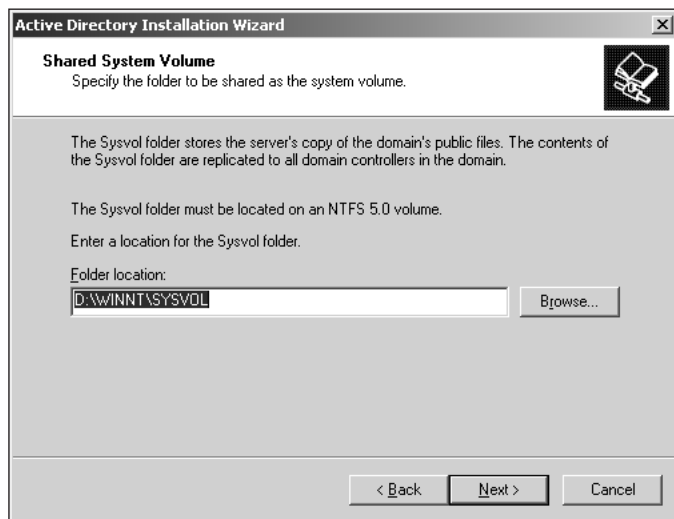 Active Directory Installation Wizard
Shared System Volume
Specify the folder to be shared as the system volume.
The Sysvol folder stores the server's copy of the domain's public files. The contents of
the Sysvol folder are replicated to all domain controllers in the domain.
The Sysvol folder must be located on an NTFS 5.0 volume.
Enter a location for the Sysvol folder.
Folder location:
D:\WINNT\SYSVOL
Browse...
< Back
Next >
Cancel